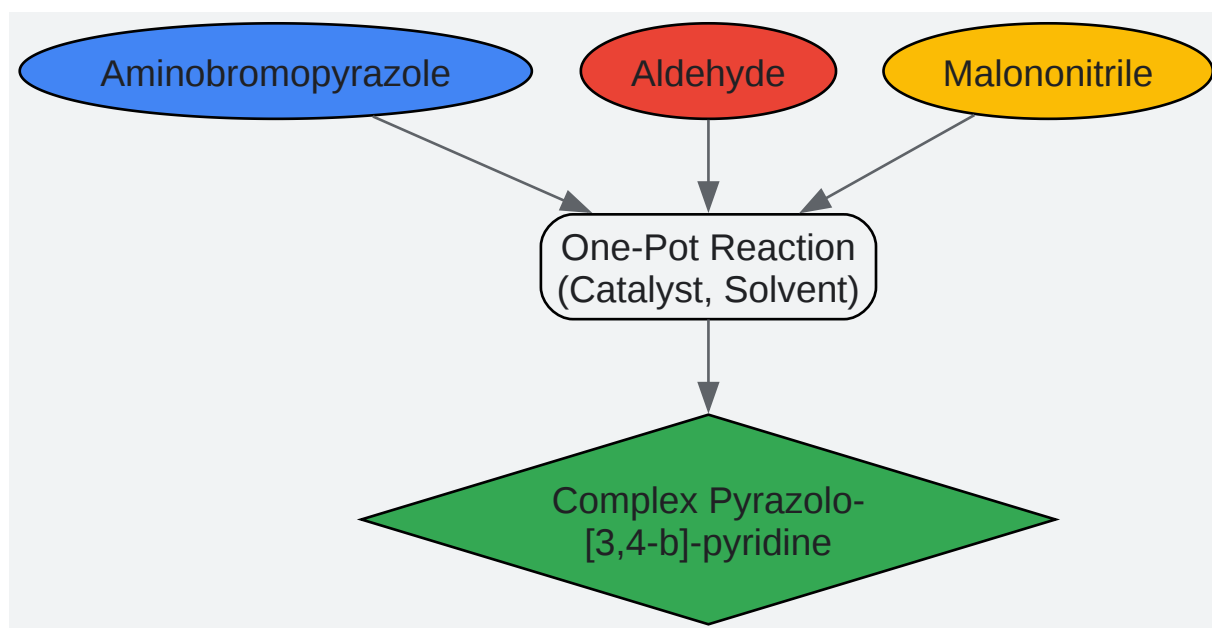 Aminobromopyrazole
Aldehyde
Malononitrile
One-Pot Reaction
(Catalyst, Solvent)
Complex Pyrazolo-
[3,4-b]-pyridine